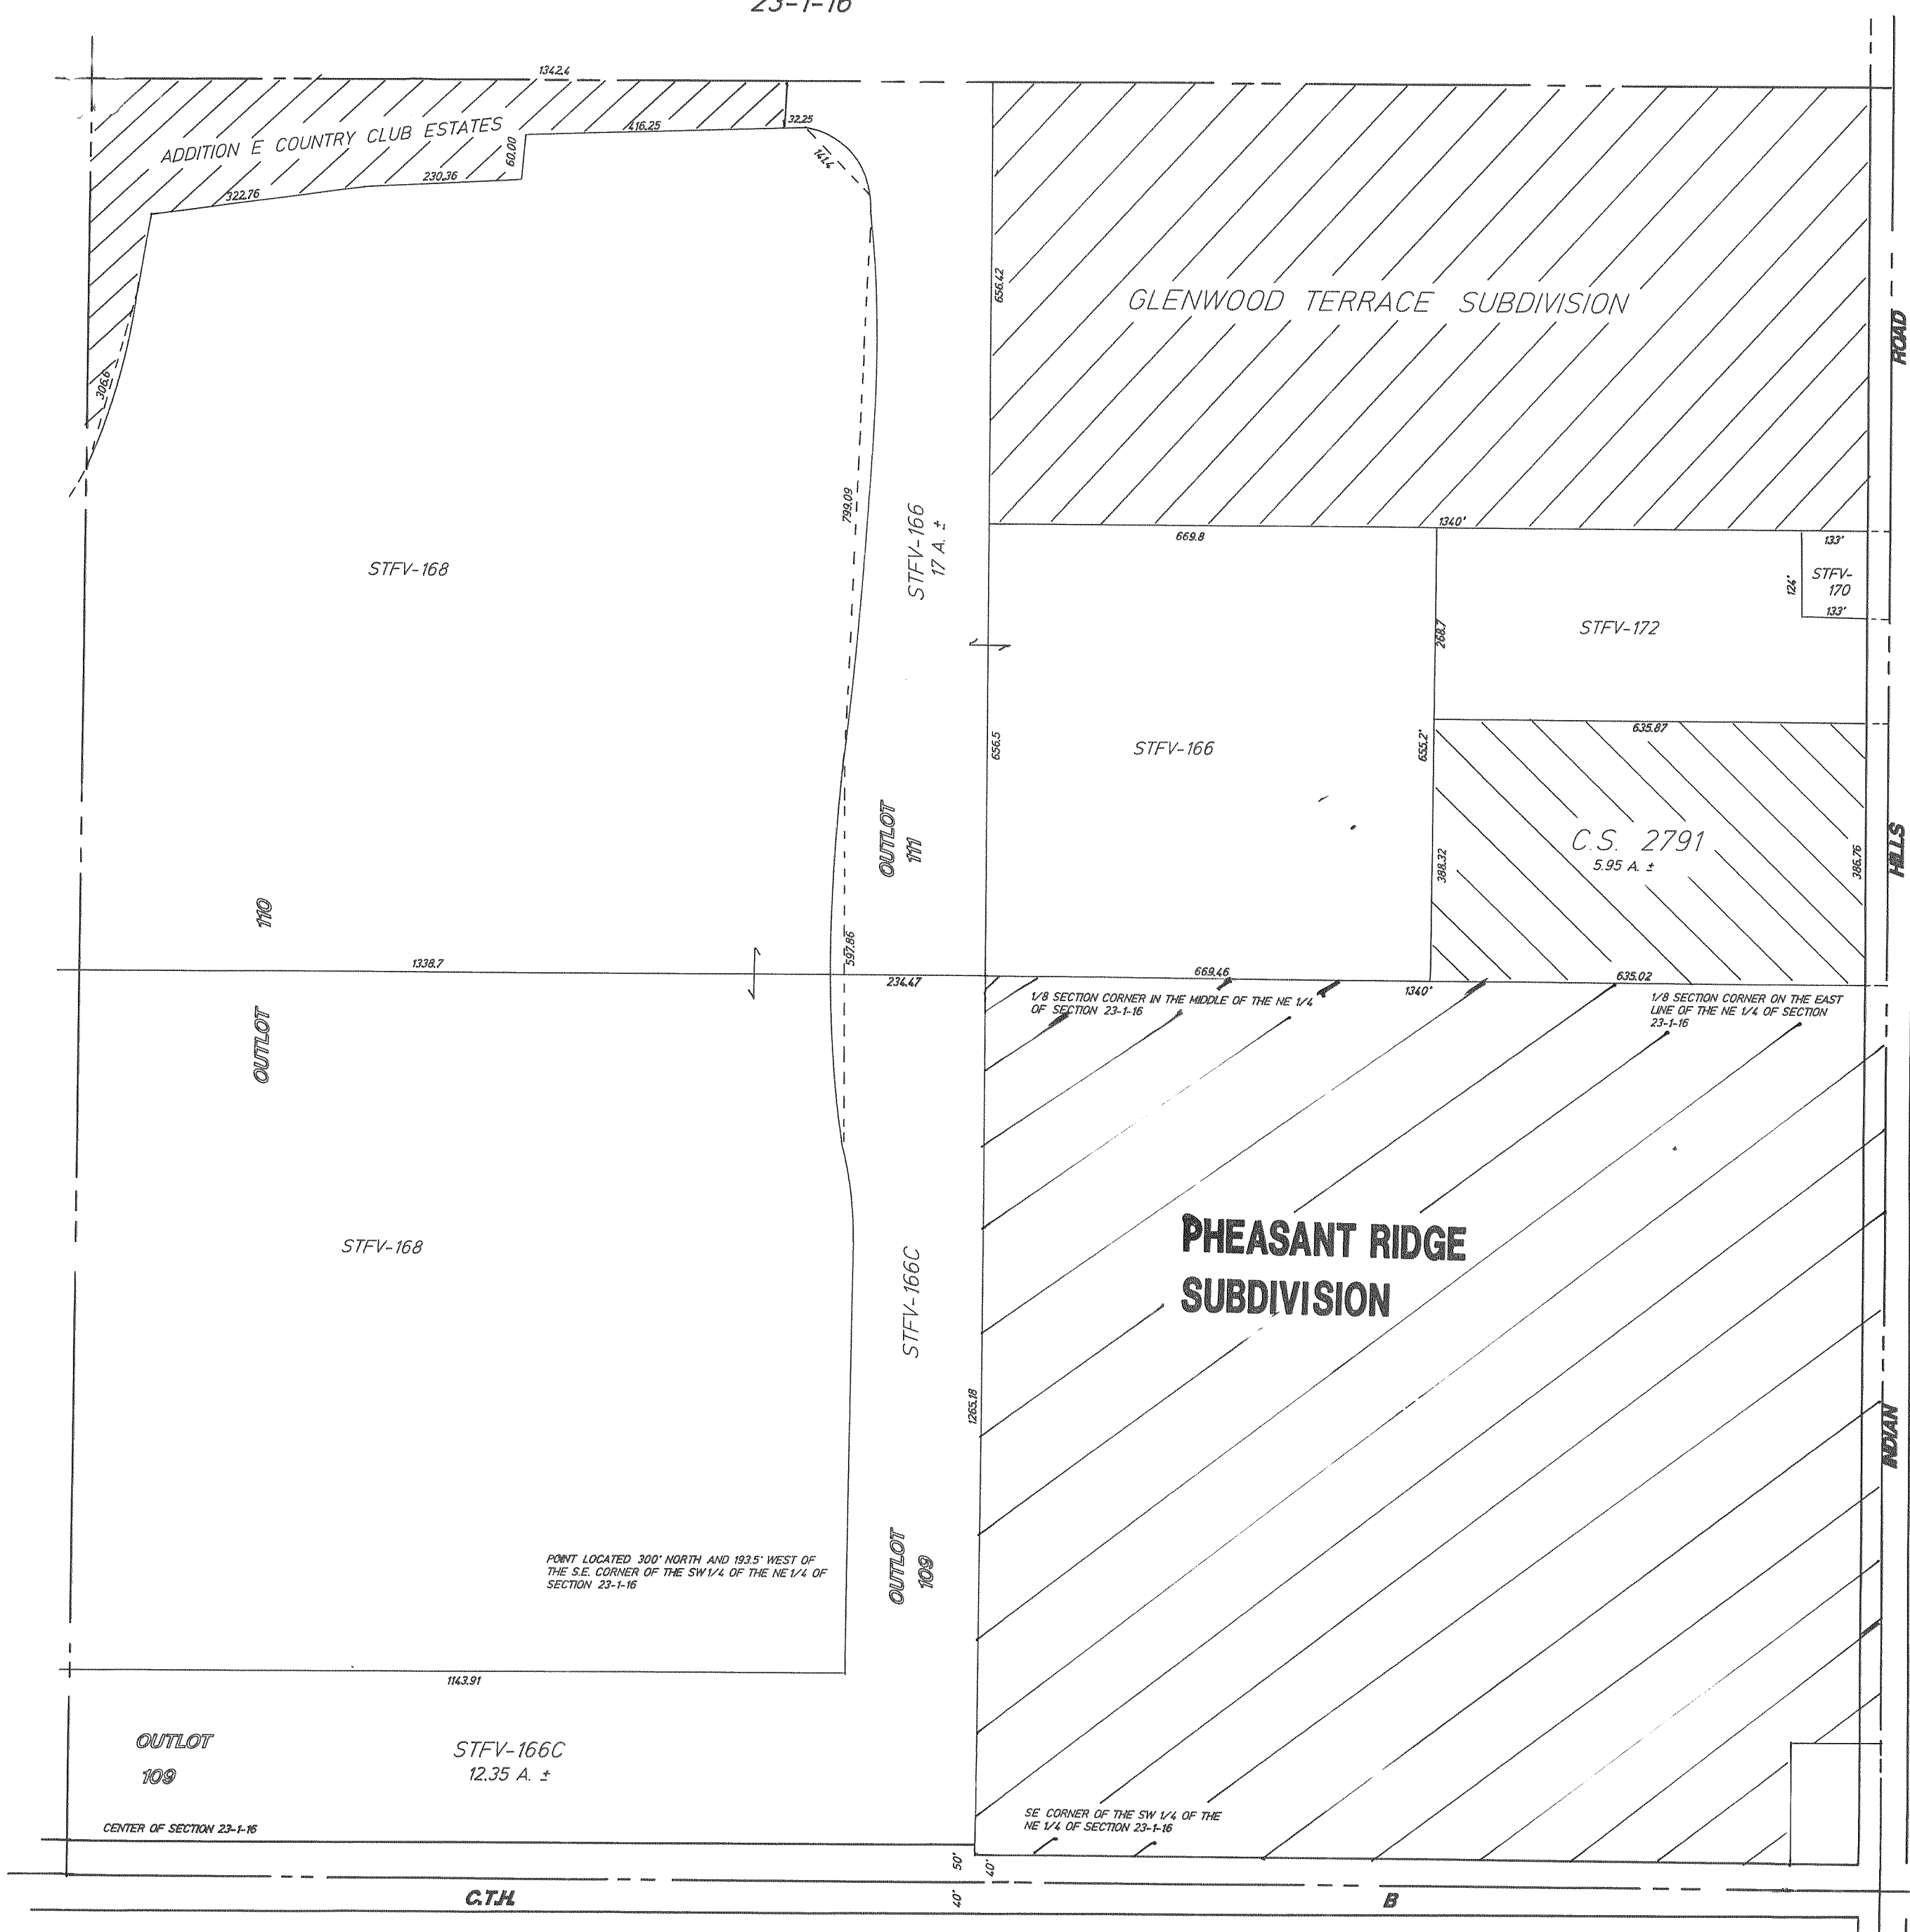 23-1-16
1342.4
ADDITION E COUNTRY CLUB ESTATES
60.00
416.25
32.25
141.4
230.36
322.76
306.6
656.42
GLENWOOD TERRACE SUBDIVISION
ROAD
799.09
STFV-166
17 A. ±
STFV-168
669.8
1340'
133'
124'
STFV-
170
133'
268.7
STFV-172
656.5
STFV-166
655.2'
635.87
OUTLOT
111
388.32
C.S. 2791
5.95 A. ±
386.76
HILLS
110
OUTLOT
1338.7
597.86
234.47
669.46
1340'
635.02
1/8 SECTION CORNER IN THE MIDDLE OF THE NE 1/4
OF SECTION 23-1-16
1/8 SECTION CORNER ON THE EAST
LINE OF THE NE 1/4 OF SECTION
23-1-16
STFV-168
STFV-166C
PHEASANT RIDGE
SUBDIVISION
1265.18
INDIAN
POINT LOCATED 300' NORTH AND 193.5' WEST OF
THE S.E. CORNER OF THE SW 1/4 OF THE NE 1/4 OF
SECTION 23-1-16
OUTLOT
109
1143.91
OUTLOT
109
STFV-166C
12.35 A. ±
CENTER OF SECTION 23-1-16
SE CORNER OF THE SW 1/4 OF THE
NE 1/4 OF SECTION 23-1-16
50'
40'
40'
C.T.H.
B